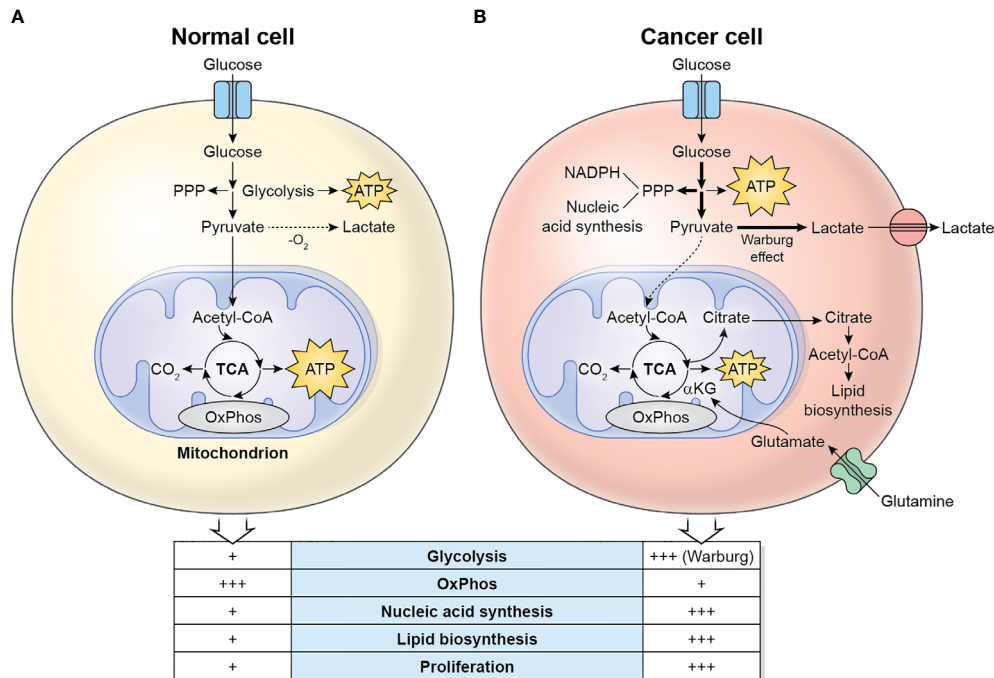 A
Normal cell
Glucose
Glucose
PPP
Glycolysis
ATP
Pyruvate
-O₂
Lactate
Acetyl-CoA
CO₂
TCA
ATP
OxPhos
Mitochondrion
B
Cancer cell
Glucose
Glucose
NADPH
PPP
ATP
Nucleic
acid synthesis
Pyruvate
Warburg
effect
Lactate
Lactate
Acetyl-CoA
Citrate
Citrate
Acetyl-CoA
CO₂
TCA
ATP
αKG
Lipid
biosynthesis
OxPhos
Glutamate
Glutamine
+ Glycolysis +++ (Warburg)
+++ OxPhos +
+ Nucleic acid synthesis +++
+ Lipid biosynthesis +++
+ Proliferation +++